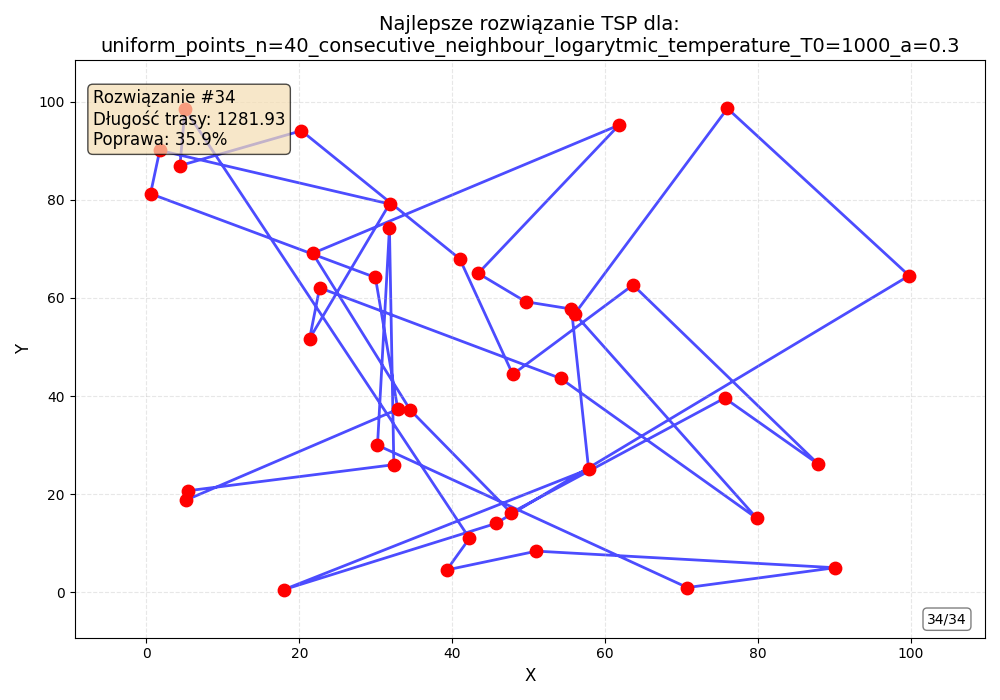 Najlepsze rozwiązanie TSP dla:
uniform_points_n=40_consecutive_neighbour_logarytmic_temperature_T0=1000_a=0.3
Rozwiązanie #34
Długość trasy: 1281.93
Poprawa: 35.9%
100
80
60
40
20
0
Y
34/34
0 20 40 60 80 100
X